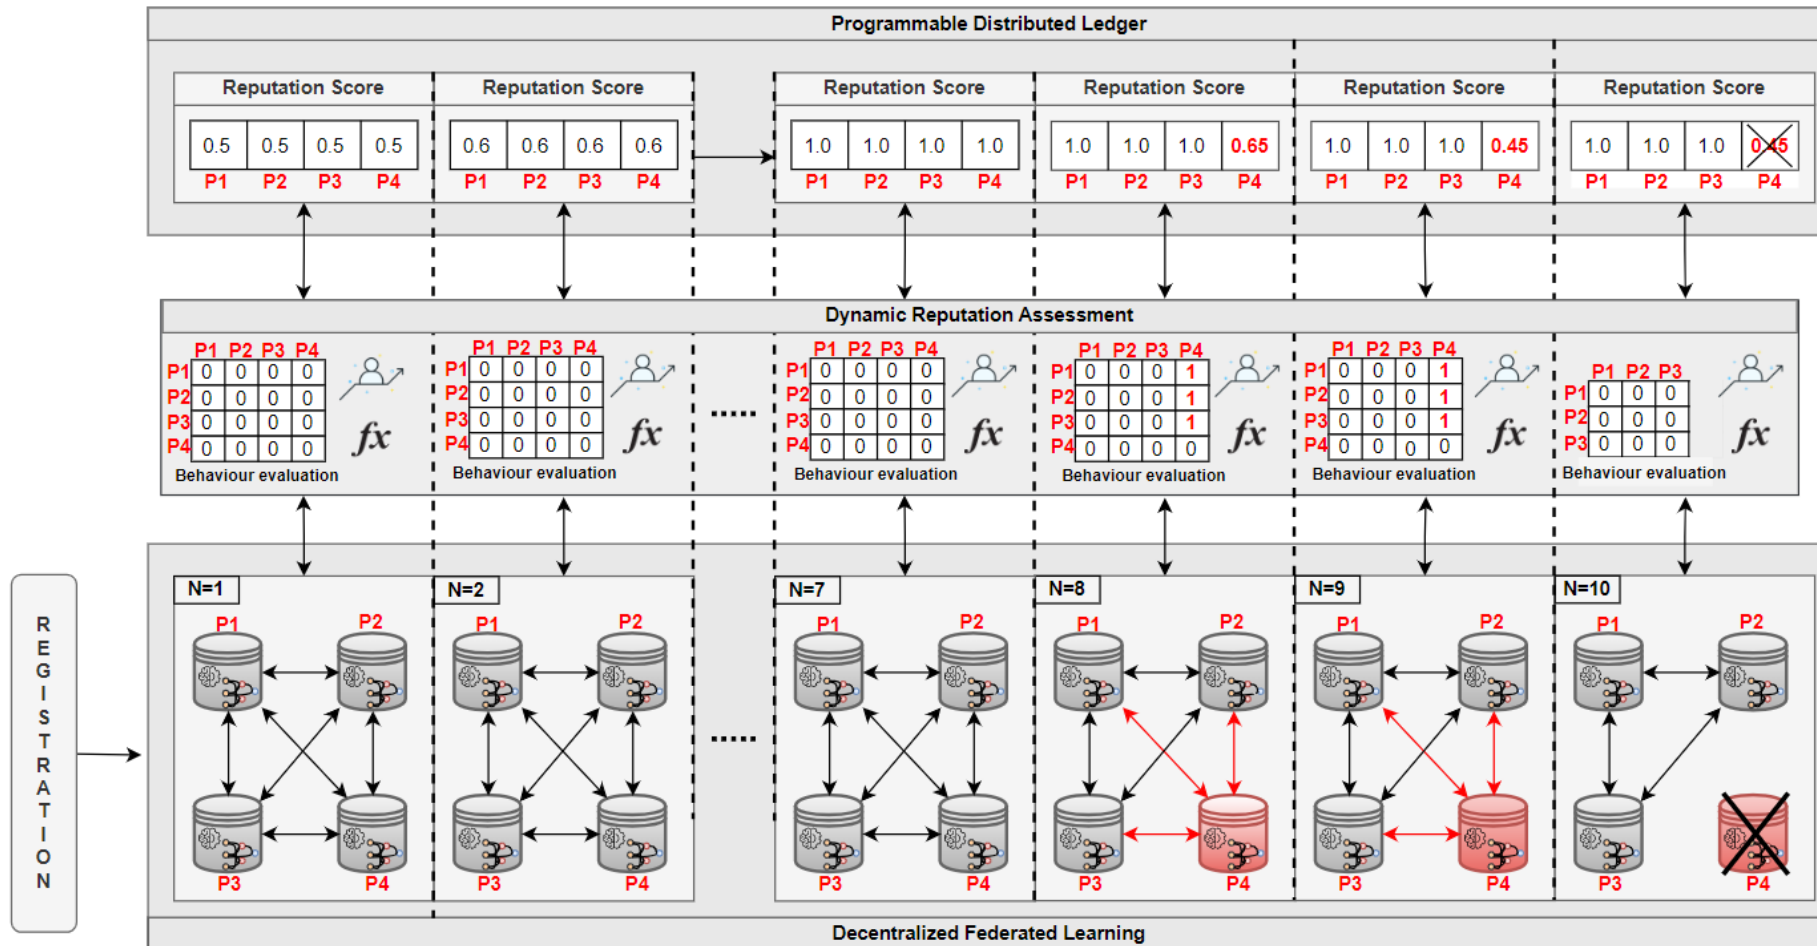 Programmable Distributed Ledger
Reputation Score Reputation Score Reputation Score Reputation Score Reputation Score Reputation Score
0.5 0.5 0.5 0.5 0.6 0.6 0.6 0.6 1.0 1.0 1.0 1.0 1.0 1.0 1.0 0.65 1.0 1.0 1.0 0.45 1.0 1.0 1.0 0.45
P1 P2 P3 P4 P1 P2 P3 P4 P1 P2 P3 P4 P1 P2 P3 P4 P1 P2 P3 P4 P1 P2 P3 P4
Dynamic Reputation Assessment
P1 P2 P3 P4
P1 0 0 0 0
P2 0 0 0 0
P3 0 0 0 0
P4 0 0 0 0
fx
Behaviour evaluation
P1 P2 P3 P4
P1 0 0 0 0
P2 0 0 0 0
P3 0 0 0 0
P4 0 0 0 0
fx
Behaviour evaluation
......
P1 P2 P3 P4
P1 0 0 0 0
P2 0 0 0 0
P3 0 0 0 0
P4 0 0 0 0
fx
Behaviour evaluation
P1 P2 P3 P4
P1 0 0 0 1
P2 0 0 0 1
P3 0 0 0 1
P4 0 0 0 0
fx
Behaviour evaluation
P1 P2 P3 P4
P1 0 0 0 1
P2 0 0 0 1
P3 0 0 0 1
P4 0 0 0 0
fx
Behaviour evaluation
P1 P2 P3
P1 0 0 0
P2 0 0 0
P3 0 0 0
fx
Behaviour evaluation
REGISTRATION
N=1
P1 P2
P3 P4
N=2
P1 P2
P3 P4
......
N=7
P1 P2
P3 P4
N=8
P1 P2
P3 P4
N=9
P1 P2
P3 P4
N=10
P1 P2
P3 P4
Decentralized Federated Learning